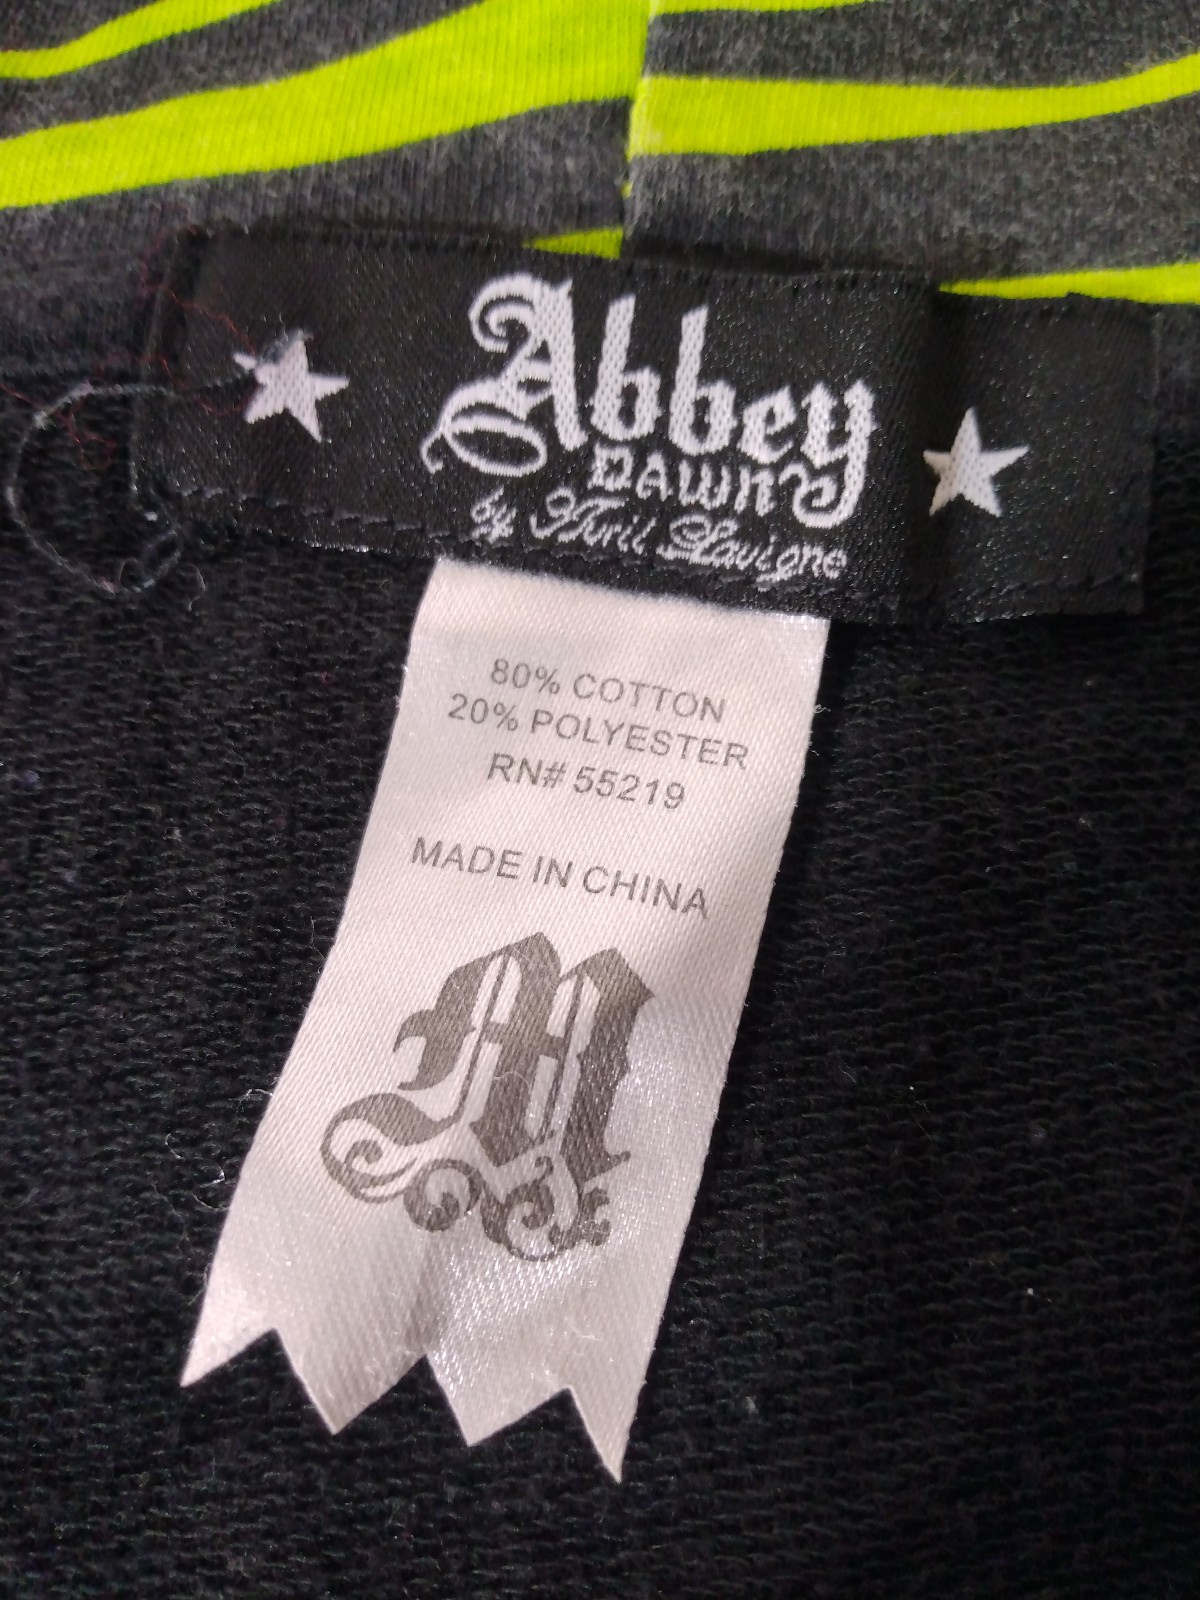 Abbey
DAWN
by Avril Lavigne
80% COTTON
20% POLYESTER
RN# 55219
MADE IN CHINA
M